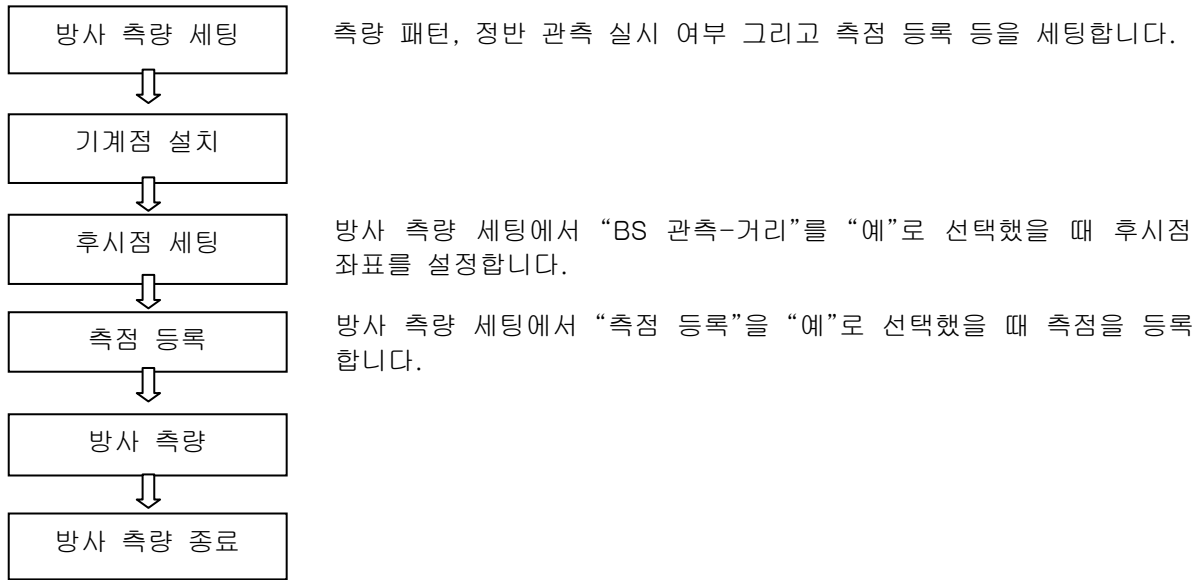 방사 측량 세팅
측량 패턴, 정반 관측 실시 여부 그리고 측점 등록 등을 세팅합니다.
기계점 설치
후시점 세팅
방사 측량 세팅에서 “BS 관측-거리”를 “예”로 선택했을 때 후시점
좌표를 설정합니다.
측점 등록
방사 측량 세팅에서 “측점 등록”을 “예”로 선택했을 때 측점을 등록
합니다.
방사 측량
방사 측량 종료